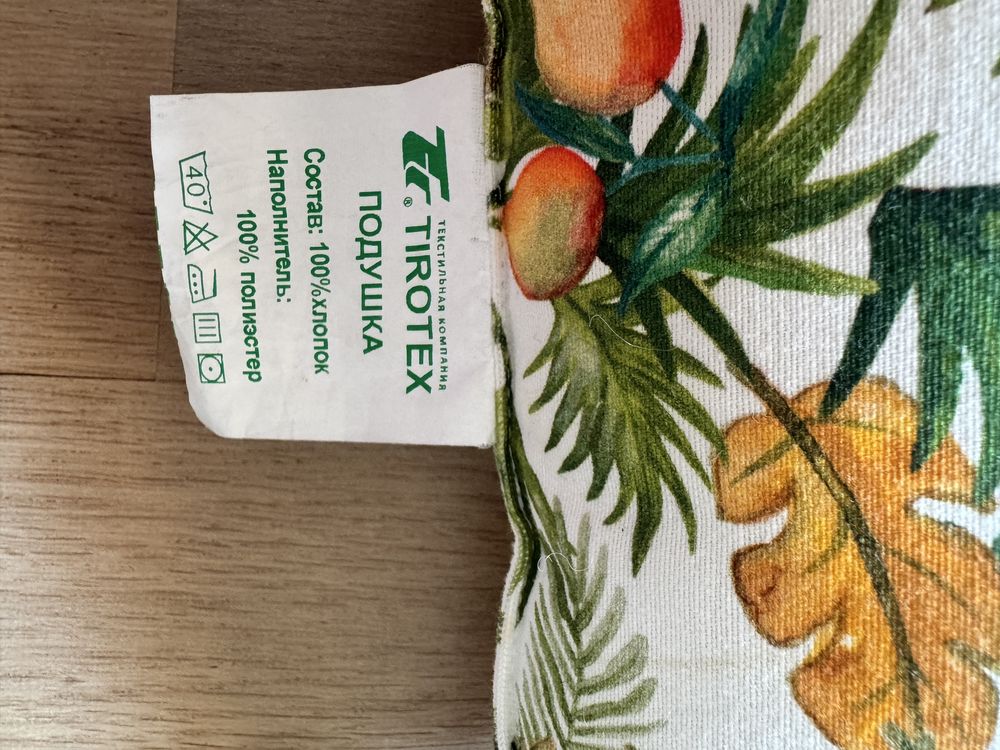 ТЕКСТИЛЬНАЯ КОМПАНИЯ
TIROTEX
®
ПОДУШКА
Состав: 100%хлопок
Наполнитель:
100% полиэстер
40°